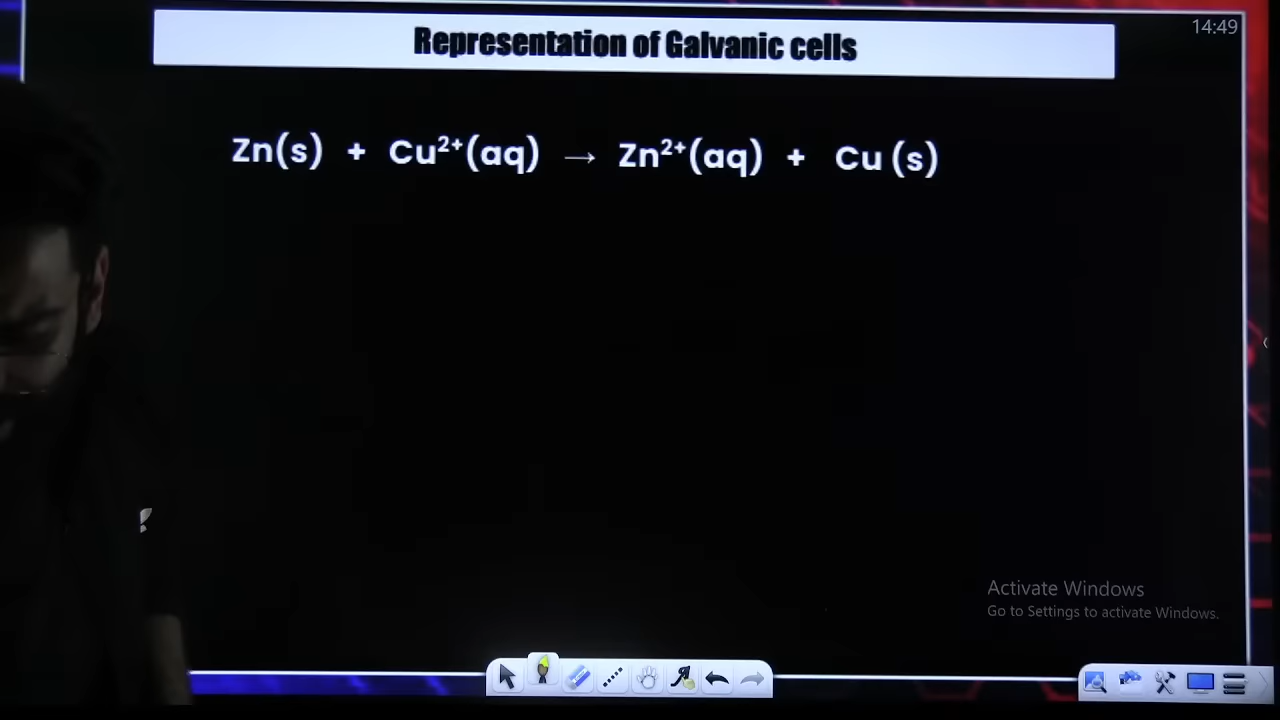 14:49
Representation of Galvanic cells
Zn(s) + Cu²⁺(aq) → Zn²⁺(aq) + Cu (s)
Activate Windows
Go to Settings to activate Windows.